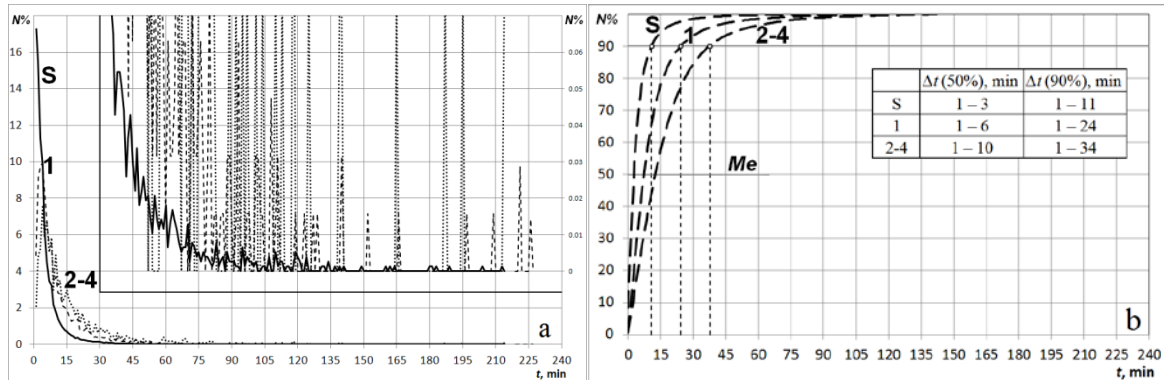 N%
N%
16
14
12
10
8
6
4
2
0
0.06
0.05
0.04
0.03
0.02
0.01
0
S
1
2-4
a
0 15 30 45 60 75 90 105 120 135 150 165 180 195 210 225 240
t, min
N%
100
90
80
70
60
50
40
30
20
10
0
S
1
2-4
Δt (50%), min Δt (90%), min
S 1 – 3 1 – 11
1 1 – 6 1 – 24
2-4 1 – 10 1 – 34
Me
b
0 15 30 45 60 75 90 105 120 135 150 165 180 195 210 225 240
t, min